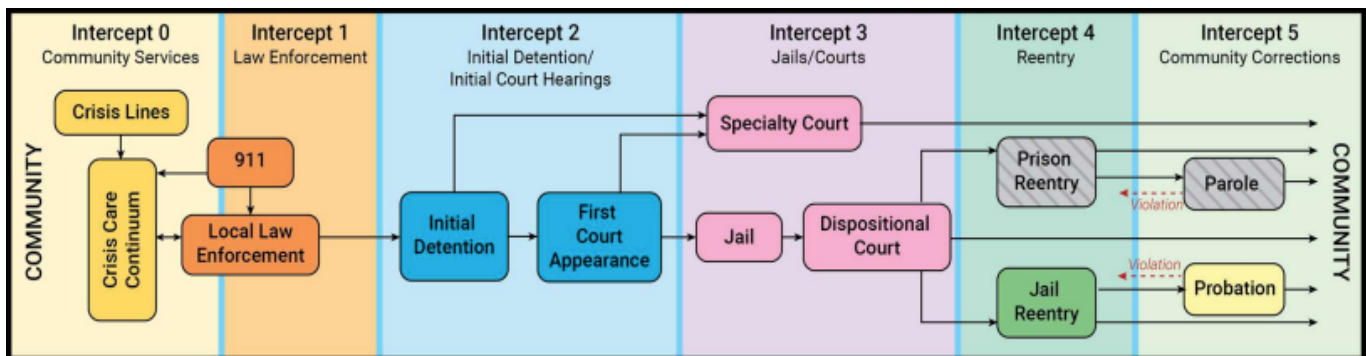 Intercept 0
Community Services
Intercept 1
Law Enforcement
Intercept 2
Initial Detention/
Initial Court Hearings
Intercept 3
Jails/Courts
Intercept 4
Reentry
Intercept 5
Community Corrections
COMMUNITY
Crisis Lines
Crisis Care
Continuum
911
Local Law
Enforcement
Initial
Detention
First
Court
Appearance
Specialty Court
Jail
Dispositional
Court
Prison
Reentry
Parole
Violation
Jail
Reentry
Violation
Probation
COMMUNITY